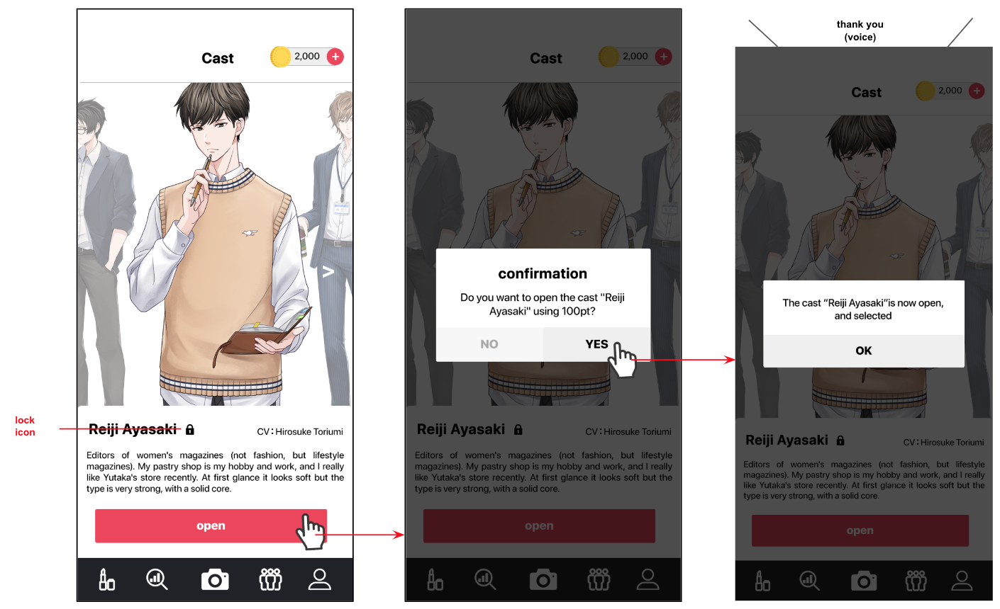 Cast
2,000
+
>
lock
icon
Reiji Ayasaki
CV：Hirosuke Toriumi
Editors of women's magazines (not fashion, but lifestyle
magazines). My pastry shop is my hobby and work, and I really
like Yutaka's store recently. At first glance it looks soft but the
type is very strong, with a solid core.
open
Cast
2,000
+
confirmation
Do you want to open the cast "Reiji
Ayasaki" using 100pt?
NO
YES
Reiji Ayasaki
CV：Hirosuke Toriumi
Editors of women's magazines (not fashion, but lifestyle
magazines). My pastry shop is my hobby and work, and I really
like Yutaka's store recently. At first glance it looks soft but the
type is very strong, with a solid core.
open
thank you
(voice)
Cast
2,000
+
The cast “Reiji Ayasaki”is now open,
and selected
OK
Reiji Ayasaki
CV：Hirosuke Toriumi
Editors of women's magazines (not fashion, but lifestyle
magazines). My pastry shop is my hobby and work, and I really
like Yutaka's store recently. At first glance it looks soft but the
type is very strong, with a solid core.
open